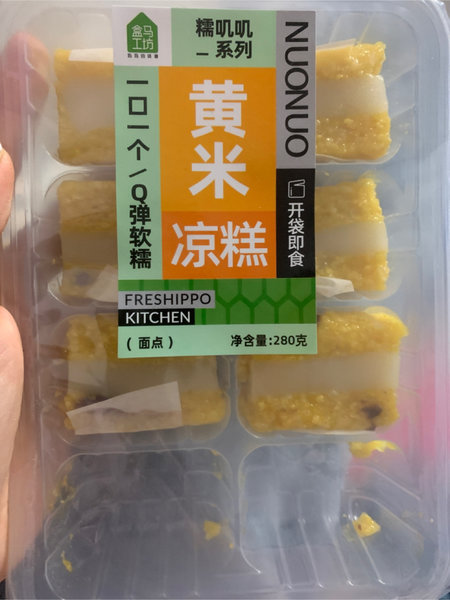 盒马
工坊
糯叽叽
—系列
NUONUO
一口一个/Q弹软糯
黄米
凉糕
开袋即食
FRESHIPPO
KITCHEN
(面点)
净含量:280克